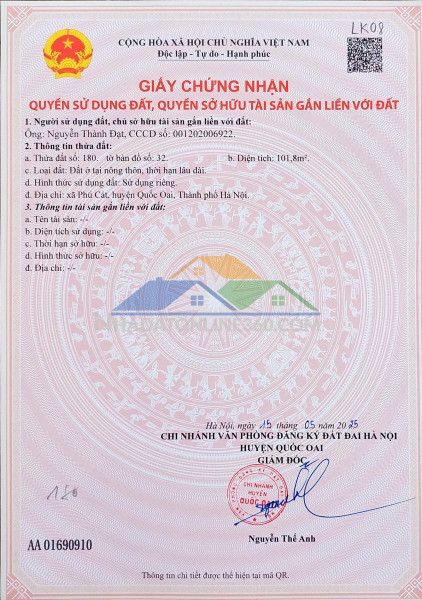 LK08
CỘNG HÒA XÃ HỘI CHỦ NGHĨA VIỆT NAM
Độc lập - Tự do - Hạnh phúc
GIẤY CHỨNG NHẬN
QUYỀN SỬ DỤNG ĐẤT, QUYỀN SỞ HỮU TÀI SẢN GẮN LIỀN VỚI ĐẤT
1. Người sử dụng đất, chủ sở hữu tài sản gắn liền với đất:
Ông: Nguyễn Thành Đạt, CCCD số: 001202006922.
2. Thông tin thửa đất:
a. Thửa đất số: 180. tờ bản đồ số: 32. b. Diện tích: 101,8m².
c. Loại đất: Đất ở tại nông thôn, thời hạn lâu dài.
d. Hình thức sử dụng đất: Sử dụng riêng.
đ. Địa chỉ: xã Phú Cát, huyện Quốc Oai, Thành phố Hà Nội.
3. Thông tin tài sản gắn liền với đất:
a. Tên tài sản: -/-
b. Diện tích sử dụng: -/-
c. Thời hạn sở hữu: -/-
d. Hình thức sở hữu: -/-
đ. Địa chỉ: -/-
NHADATONLINE360.COM
Hà Nội, ngày 15 tháng 05 năm 2025
CHI NHÁNH VĂN PHÒNG ĐĂNG KÝ ĐẤT ĐAI HÀ NỘI
HUYỆN QUỐC OAI
GIÁM ĐỐC
CHI NHÁNH
HUYỆN
QUỐC OAI
180
Nguyễn Thế Anh
AA 01690910
Thông tin chi tiết được thể hiện tại mã QR.